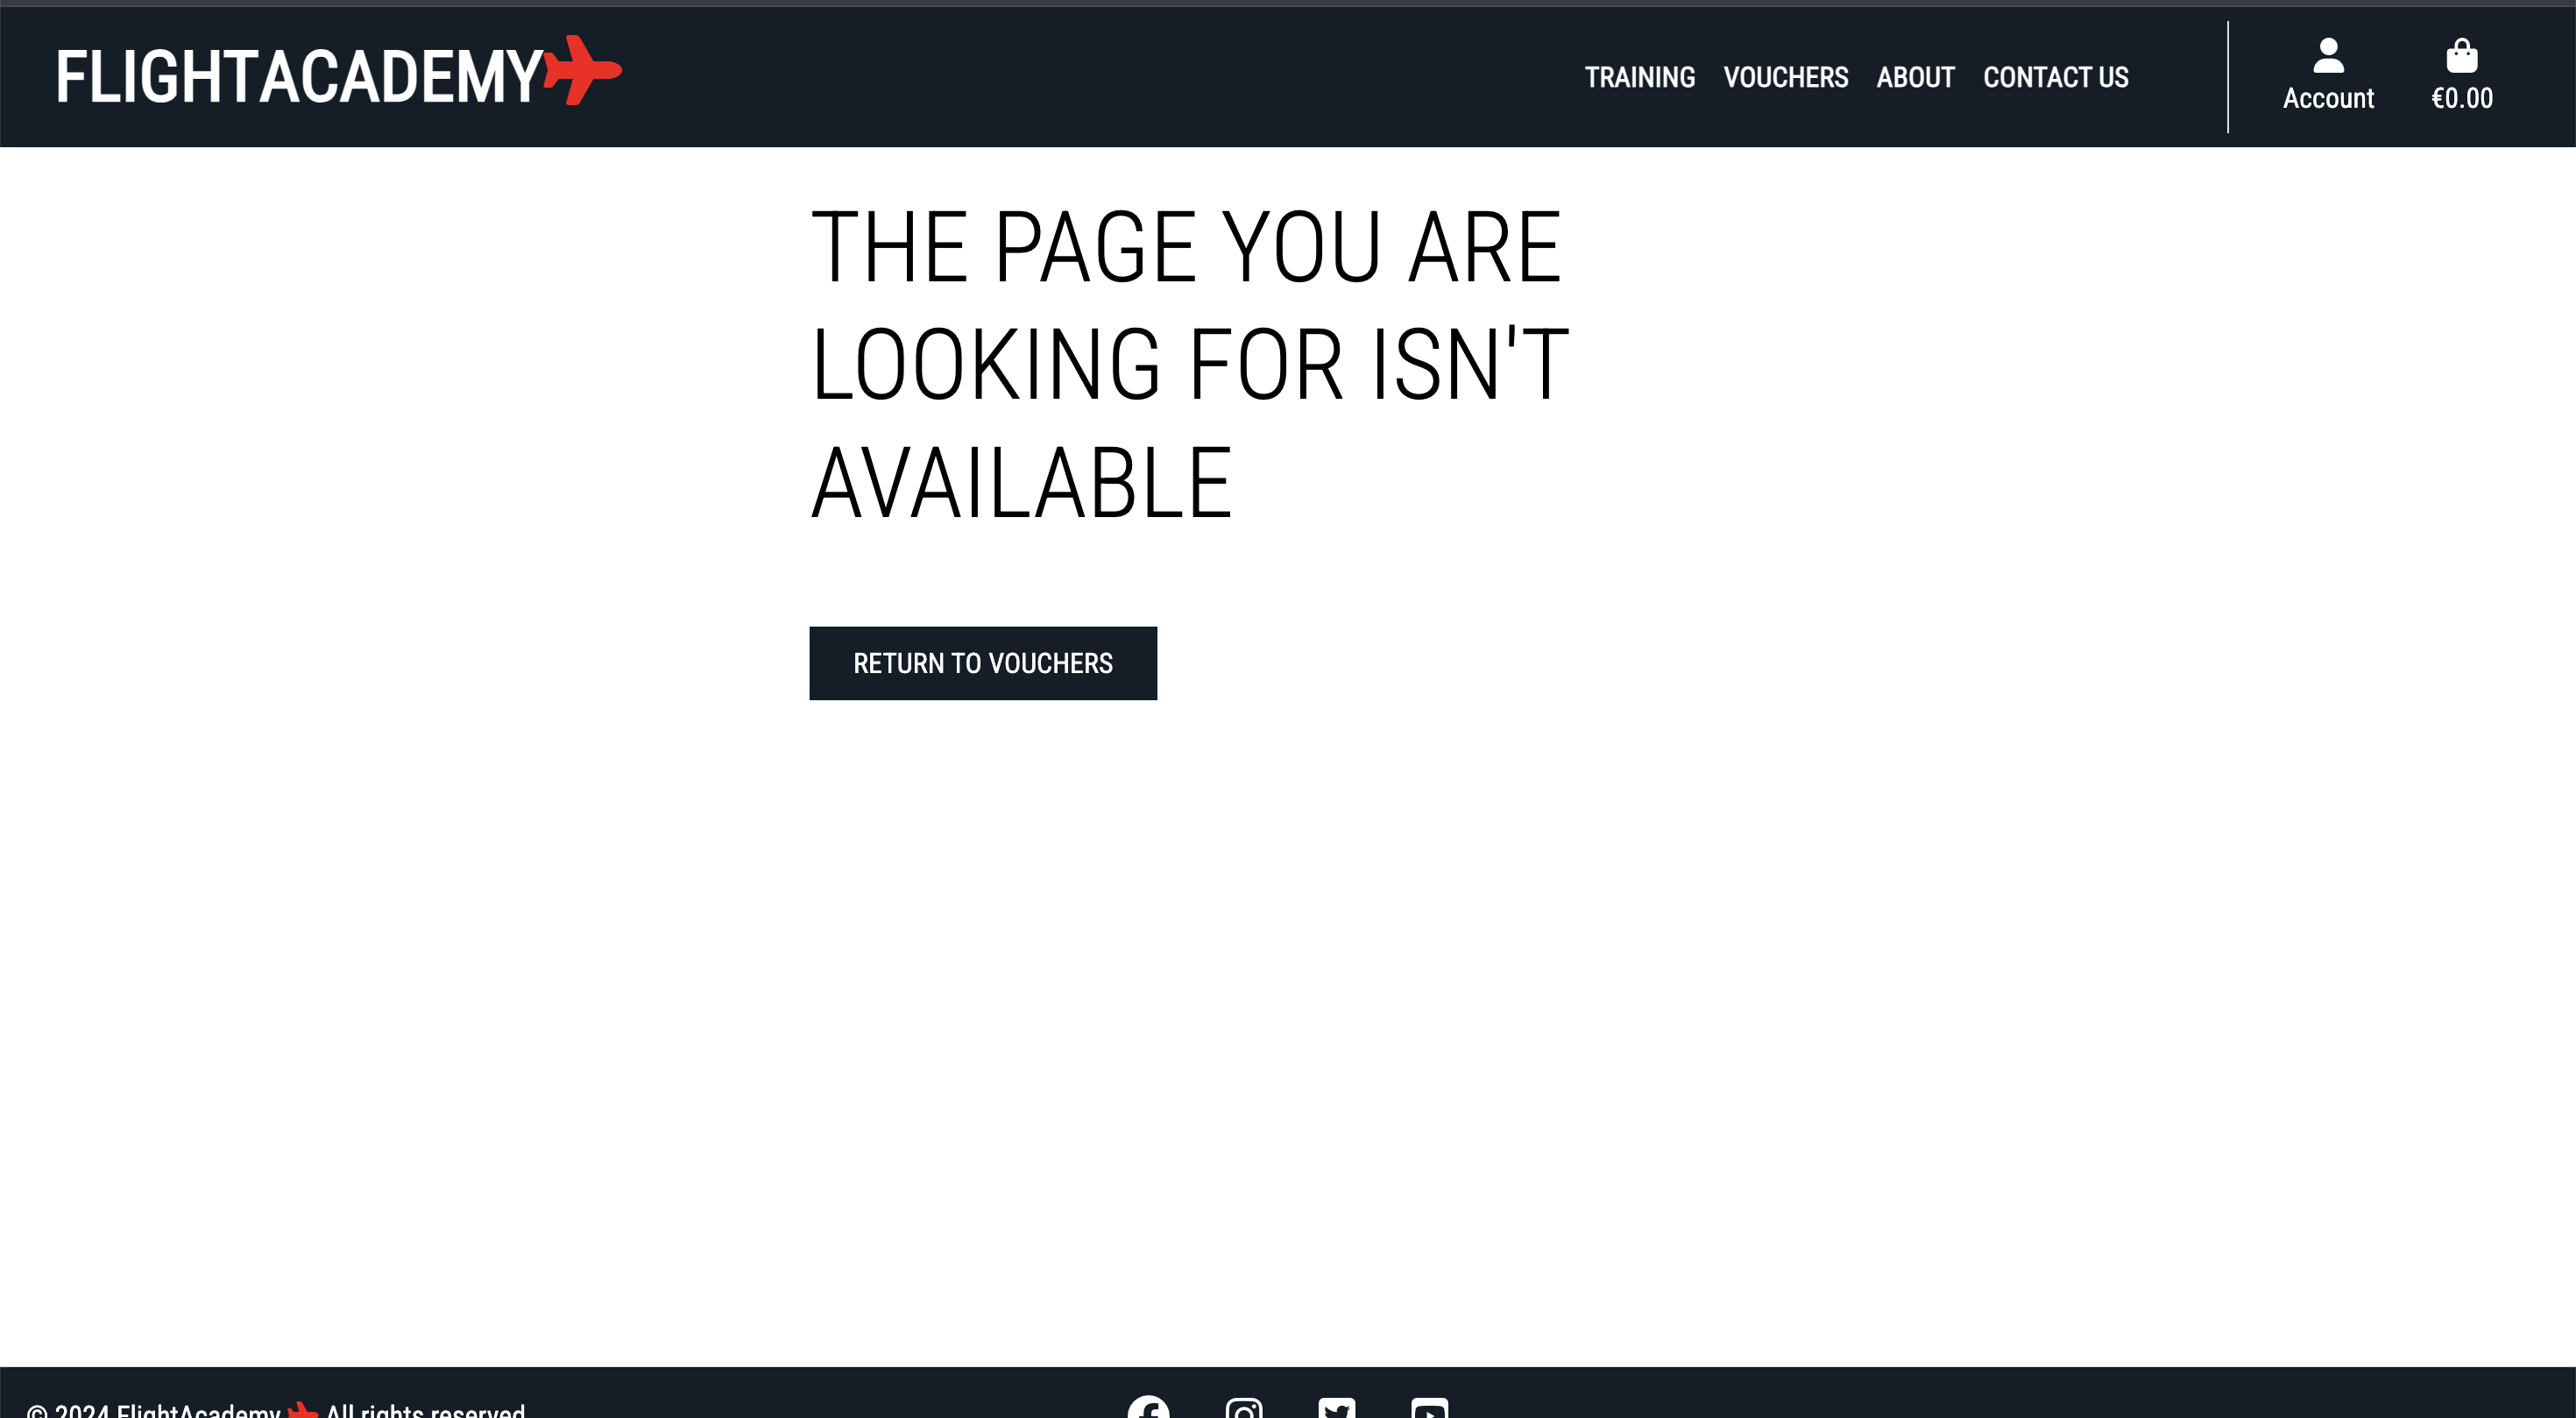 FLIGHTACADEMY
TRAINING VOUCHERS ABOUT CONTACT US
Account €0.00
THE PAGE YOU ARE
LOOKING FOR ISN'T
AVAILABLE
RETURN TO VOUCHERS
© 2024 FlightAcademy All rights reserved